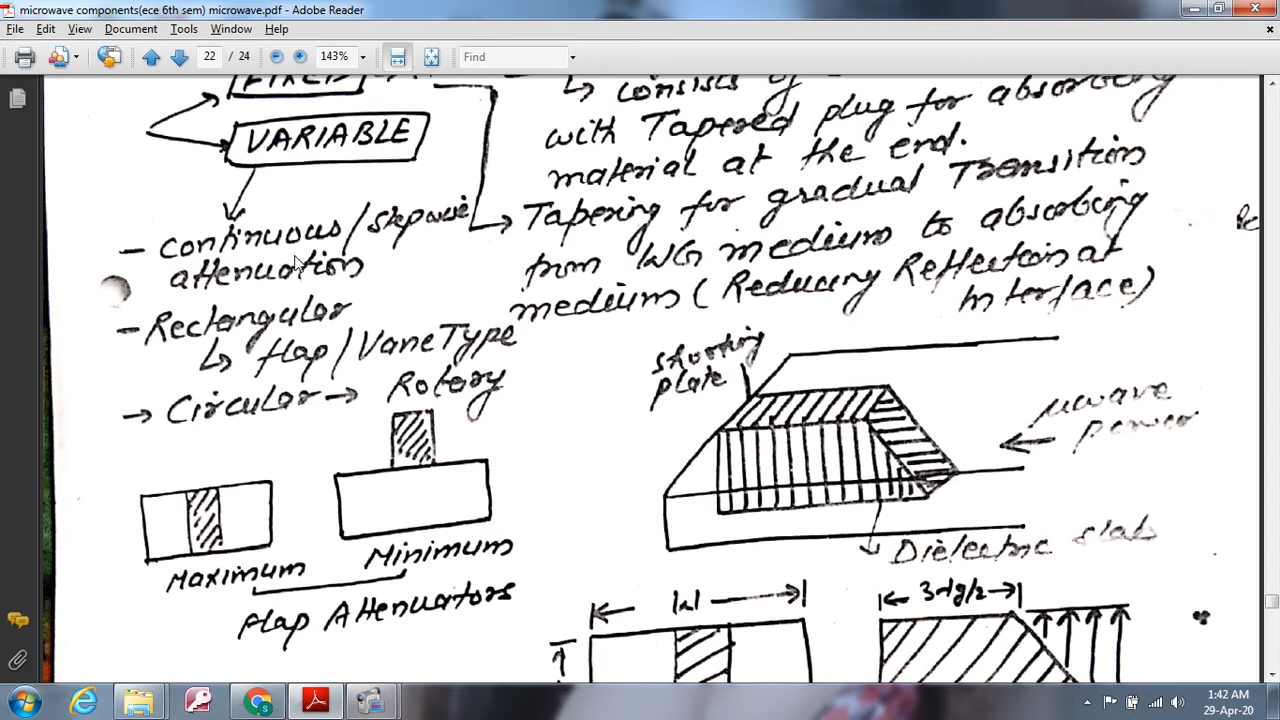 microwave components(ece 6th sem) microwave.pdf - Adobe Reader
File Edit View Document Tools Window Help
22 / 24 143% Find
FIXED
VARIABLE
- Continuous/stepwise
attenuation
- Rectangular
↳ flap/Vane Type
→ Circular → Rotary
Maximum
Minimum
Flap Attenuators
↳ consists of
with Tapered plug for absorbing
material at the end.
Tapering for gradual Transition
from WG medium to absorbing
medium (Reducing Reflection at
Interface)
shorting
plate
μwave
power
Dielectric slab
1:42 AM
29-Apr-20